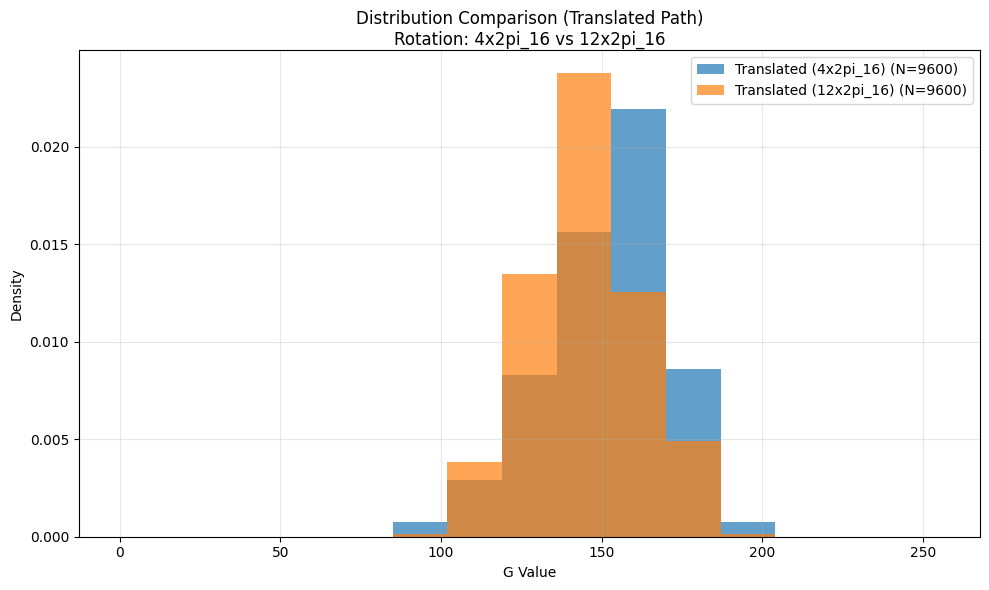 Distribution Comparison (Translated Path)
Rotation: 4x2pi_16 vs 12x2pi_16
Translated (4x2pi_16) (N=9600)
Translated (12x2pi_16) (N=9600)
Density
0.020
0.015
0.010
0.005
0.000
0 50 100 150 200 250
G Value